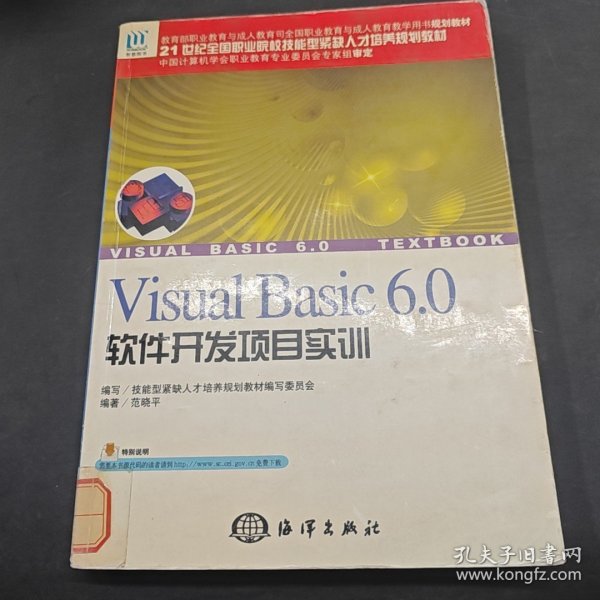 教育部职业教育与成人教育司全国职业教育与成人教育教学用书规划教材
21世纪全国职业院校技能型紧缺人才培养规划教材
中国计算机学会职业教育专业委员会专家组审定
VISUAL BASIC 6.0 TEXTBOOK
Visual Basic 6.0
软件开发项目实训
编写/技能型紧缺人才培养规划教材编写委员会
编著/范晓平
特别说明
海洋出版社
孔夫子旧书网
www.kongfz.com